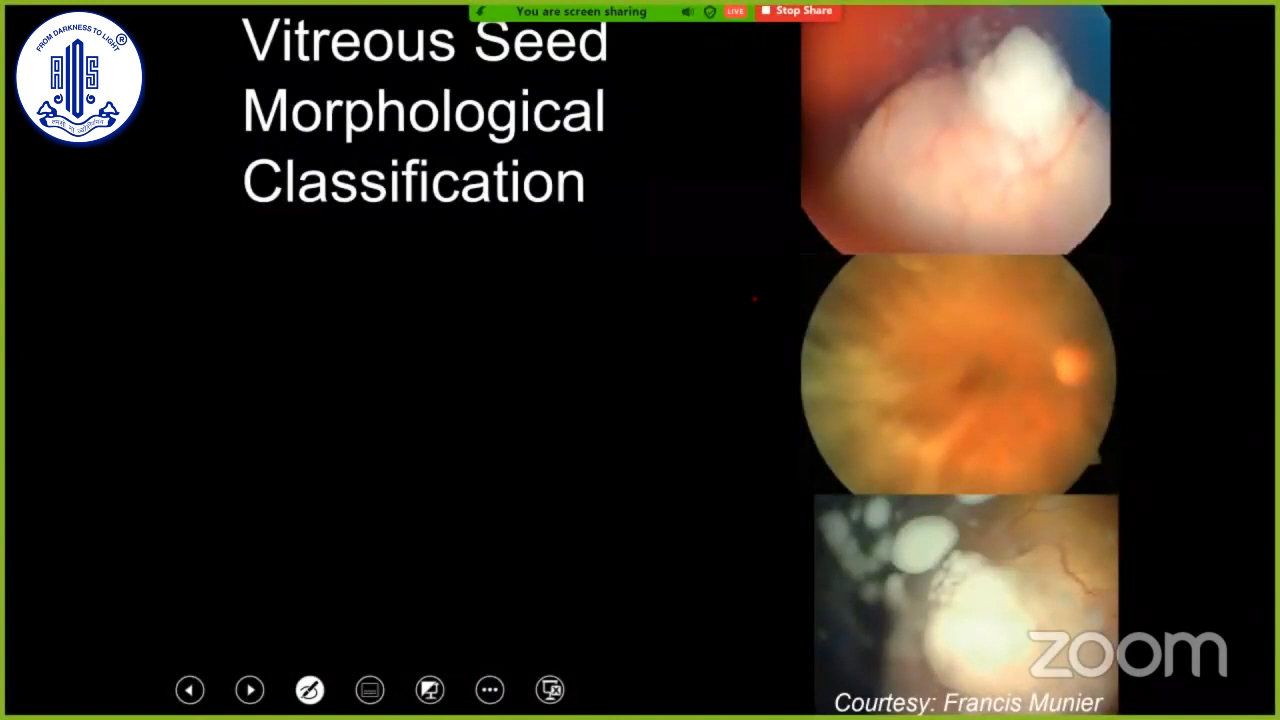 You are screen sharing
LIVE
Stop Share
FROM DARKNESS TO LIGHT
R
AIS
Vitreous Seed
Morphological
Classification
zoom
Courtesy: Francis Munier